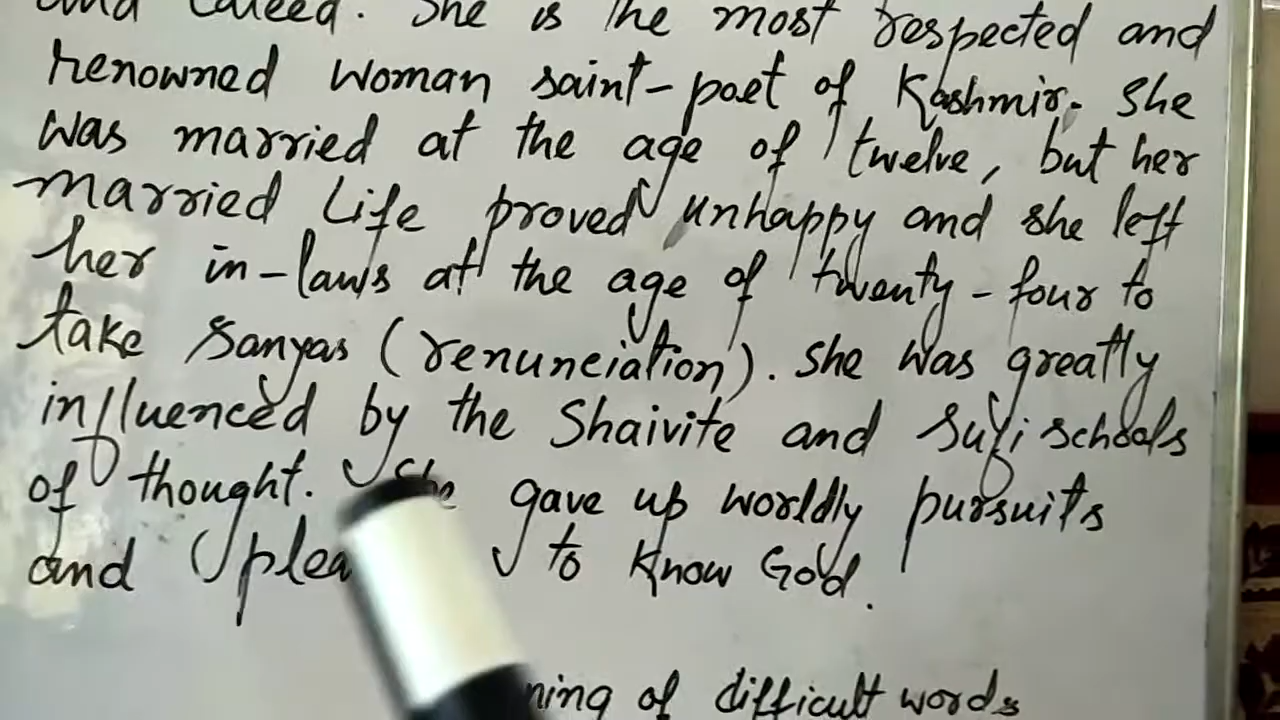 and called. She is the most respected and
renowned woman saint-poet of Kashmir. She
was married at the age of twelve, but her
married Life proved unhappy and she left
her in-laws at the age of twenty-four to
take Sanyas (renunciation). She was greatly
influenced by the Shaivite and Sufi schools
of thought. She gave up worldly pursuits
and to know God.
of difficult words